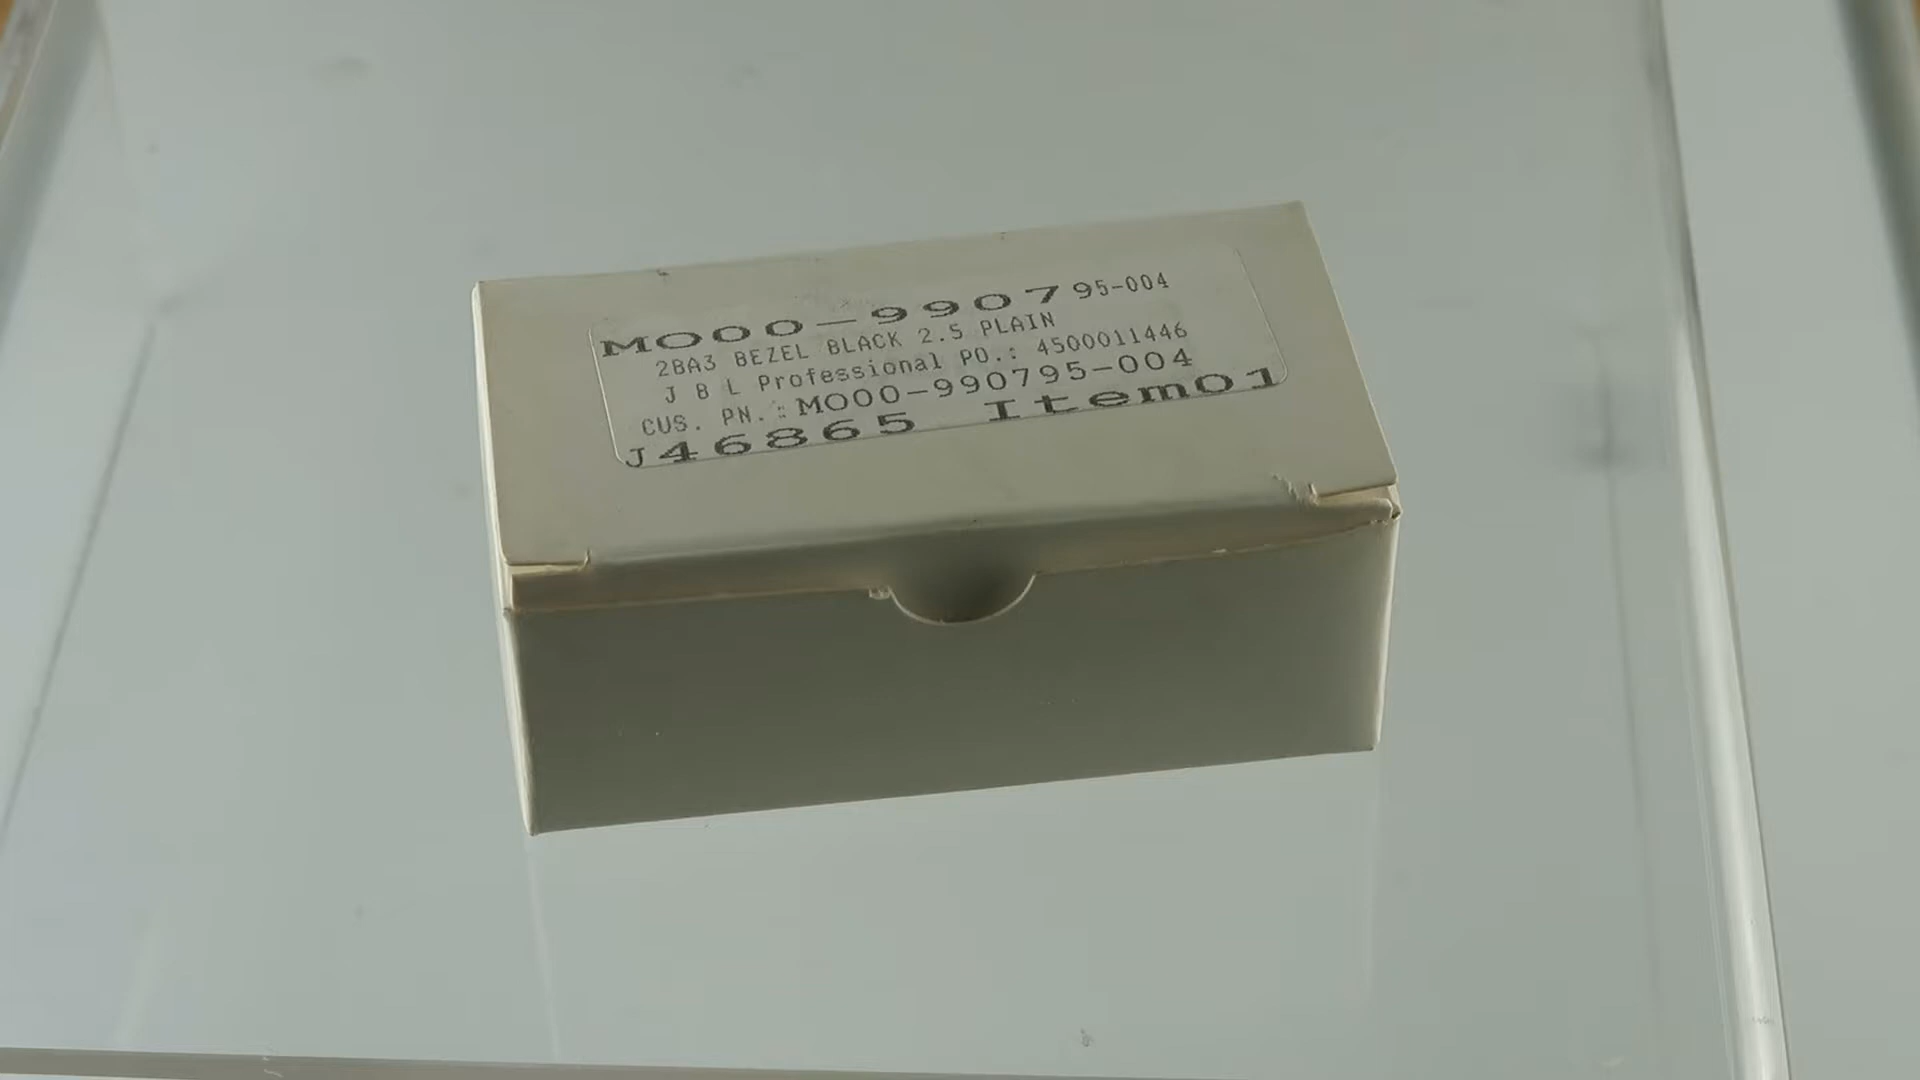 M000-990795-004
2BA3 BEZEL BLACK 2.5 PLAIN
J B L Professional PO.: 4500011446
CUS. PN.: M000-990795-004
J46865 Item01